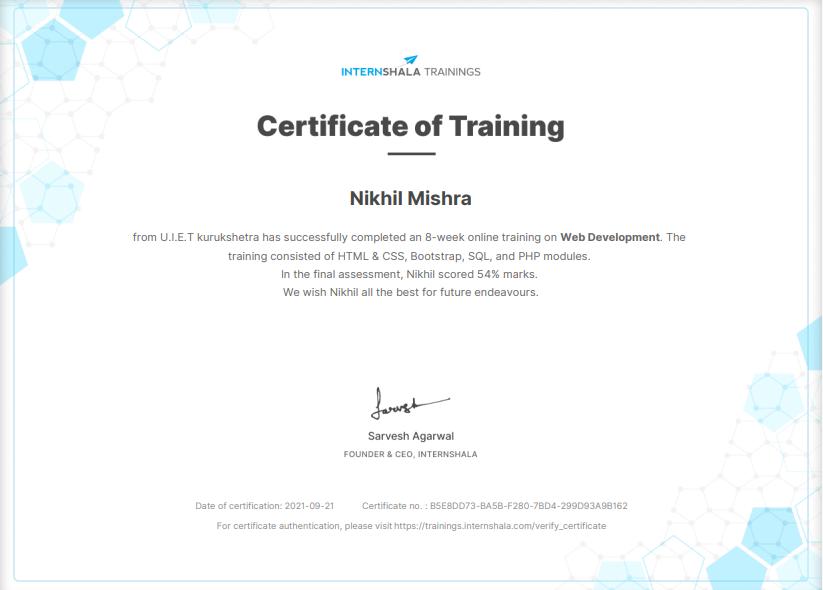 INTERNSHALA TRAININGS
Certificate of Training
Nikhil Mishra
from U.I.E.T kurukshetra has successfully completed an 8-week online training on Web Development. The
training consisted of HTML & CSS, Bootstrap, SQL, and PHP modules.
In the final assessment, Nikhil scored 54% marks.
We wish Nikhil all the best for future endeavours.
Sarvesh
Sarvesh Agarwal
FOUNDER & CEO, INTERNSHALA
Date of certification: 2021-09-21 Certificate no. : B5E8DD73-BA5B-F280-7BD4-299D93A9B162
For certificate authentication, please visit https://trainings.internshala.com/verify_certificate